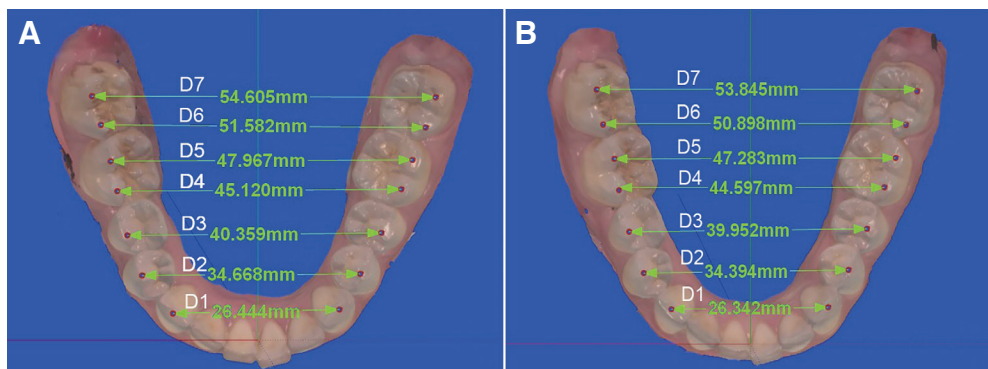 A
D7
54.605mm
D6
51.582mm
D5
47.967mm
D4
45.120mm
D3
40.359mm
D2
34.668mm
D1
26.444mm
B
D7
53.845mm
D6
50.898mm
D5
47.283mm
D4
44.597mm
D3
39.952mm
D2
34.394mm
D1
26.342mm